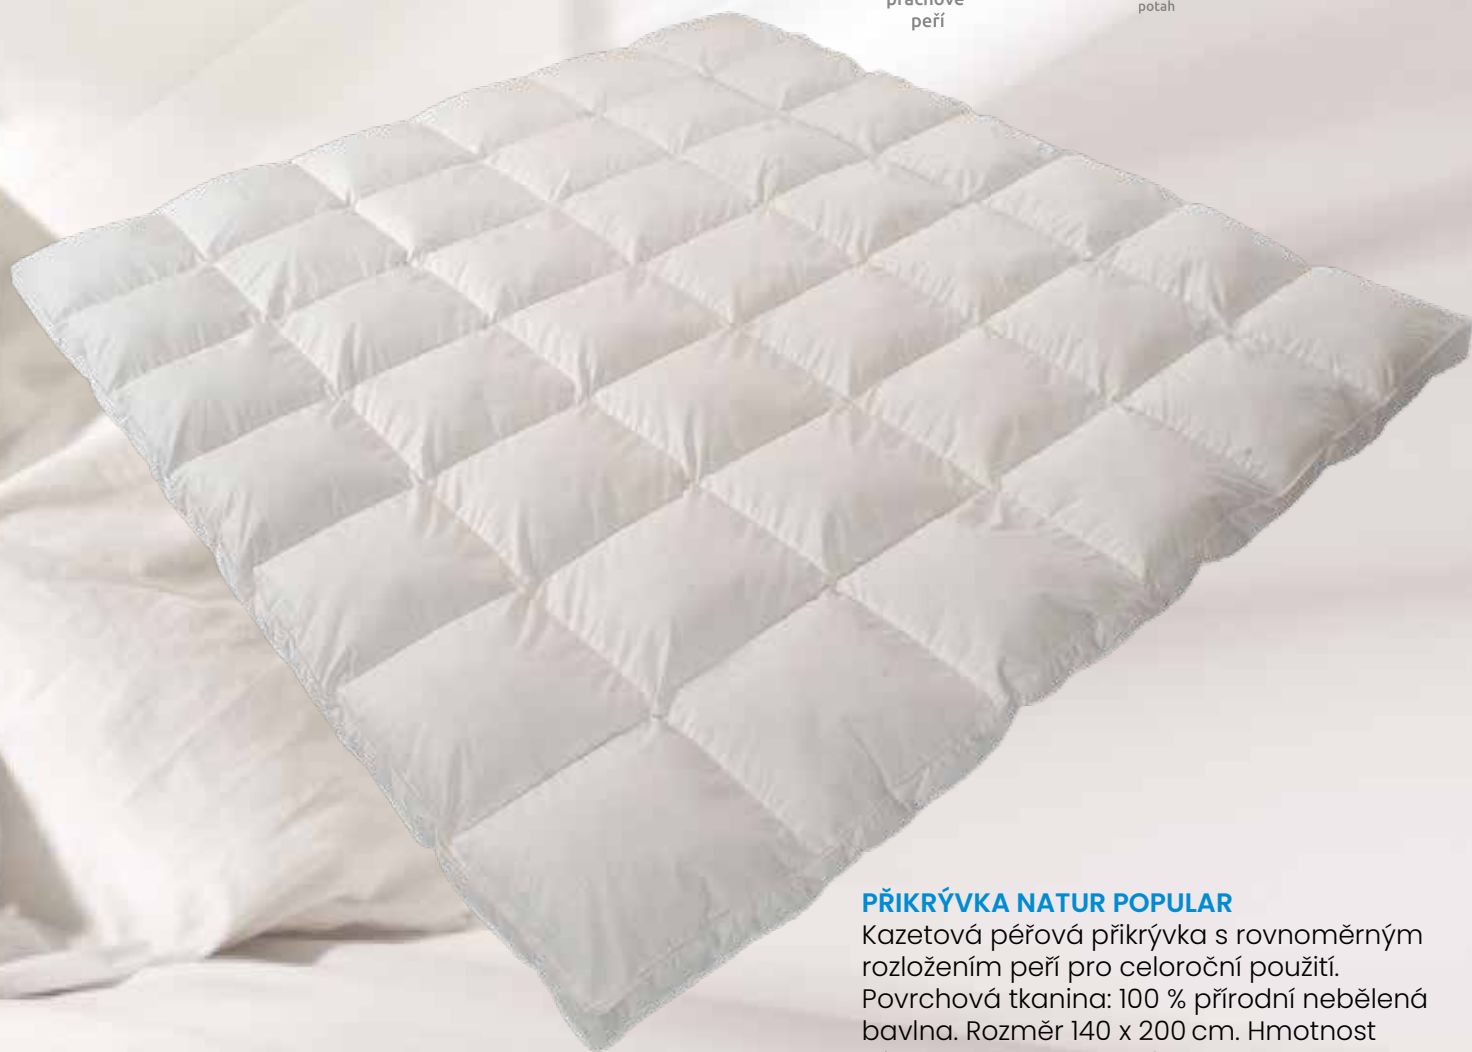 prachové
peří
potah
PŘIKRÝVKA NATUR POPULAR
Kazetová péřová přikrývka s rovnoměrným
rozložením peří pro celoroční použití.
Povrchová tkanina: 100 % přírodní nebělená
bavlna. Rozměr 140 x 200 cm. Hmotnost